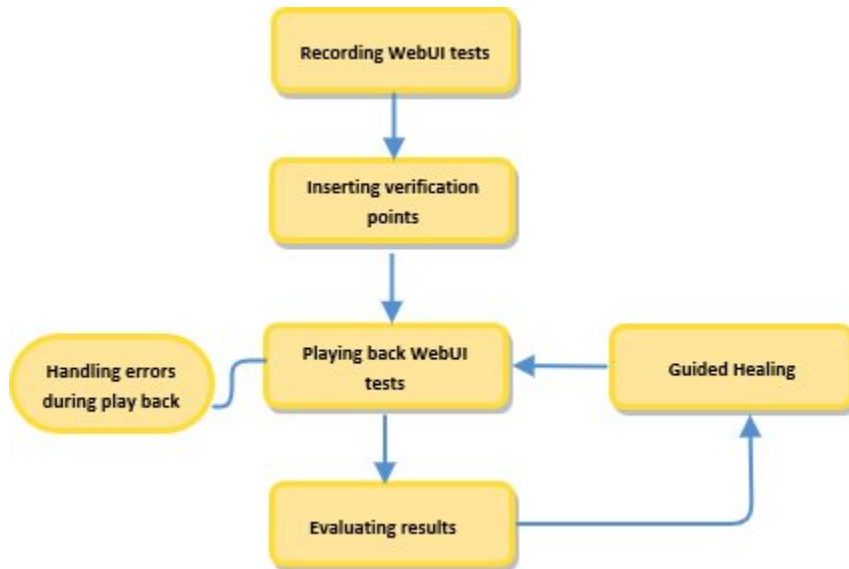 Recording WebUI tests
Inserting verification
points
Playing back WebUI
tests
Handling errors
during play back
Guided Healing
Evaluating results